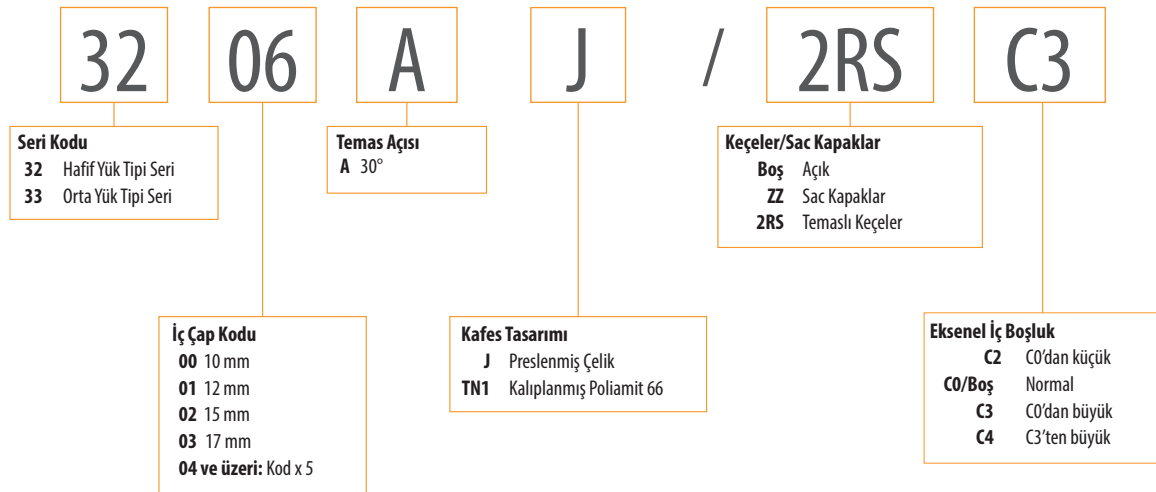 32 06 A J / 2RS C3
Seri Kodu
32 Hafif Yük Tipi Seri
33 Orta Yük Tipi Seri
Temas Açısı
A 30°
Keçeler/Sac Kapaklar
Boş Açık
ZZ Sac Kapaklar
2RS Temaslı Keçeler
İç Çap Kodu
00 10 mm
01 12 mm
02 15 mm
03 17 mm
04 ve üzeri: Kod x 5
Kafes Tasarımı
J Preslenmiş Çelik
TN1 Kalıplanmış Poliamit 66
Eksenel İç Boşluk
C2 C0’dan küçük
C0/Boş Normal
C3 C0’dan büyük
C4 C3’ten büyük